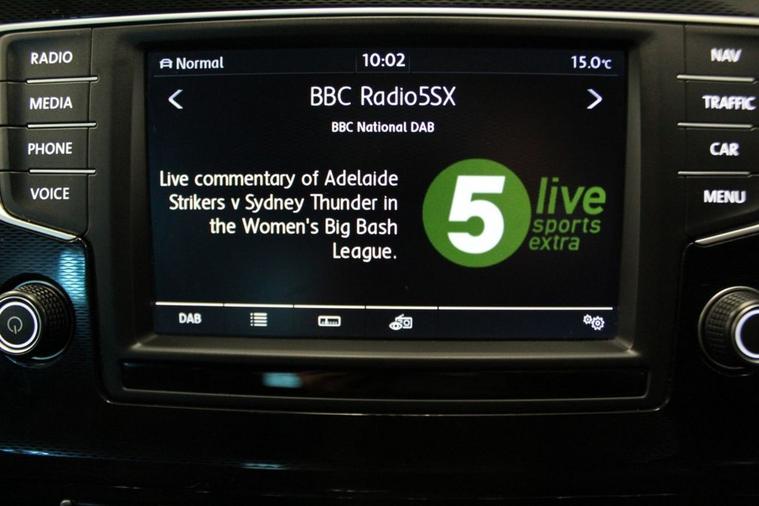 RADIO
MEDIA
PHONE
VOICE
Normal 10:02 15.0°C
BBC Radio5SX
BBC National DAB
Live commentary of Adelaide
Strikers v Sydney Thunder in
the Women's Big Bash
League.
5 live
sports
extra
DAB
NAV
TRAFFIC
CAR
MENU